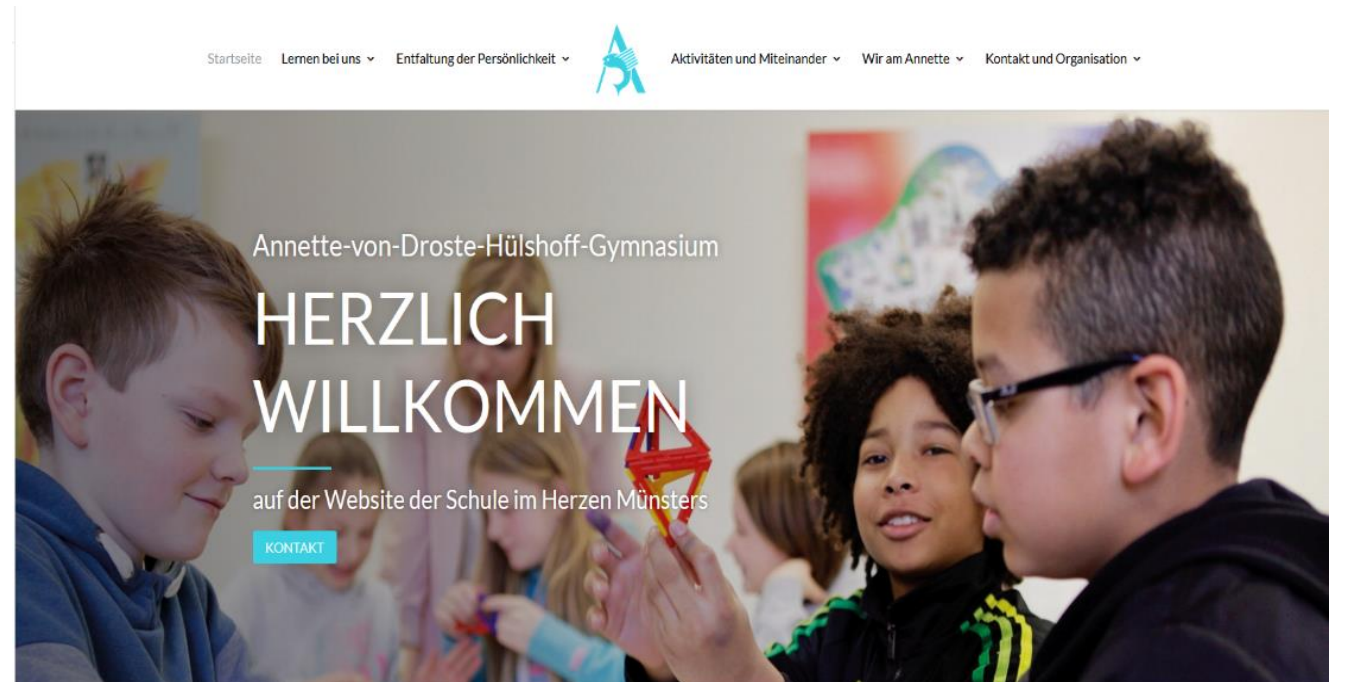 Startseite Lernen bei uns Entfaltung der Persönlichkeit Aktivitäten und Miteinander Wir am Annette Kontakt und Organisation
Annette-von-Droste-Hülshoff-Gymnasium
HERZLICH
WILLKOMMEN
auf der Website der Schule im Herzen Münsters
KONTAKT